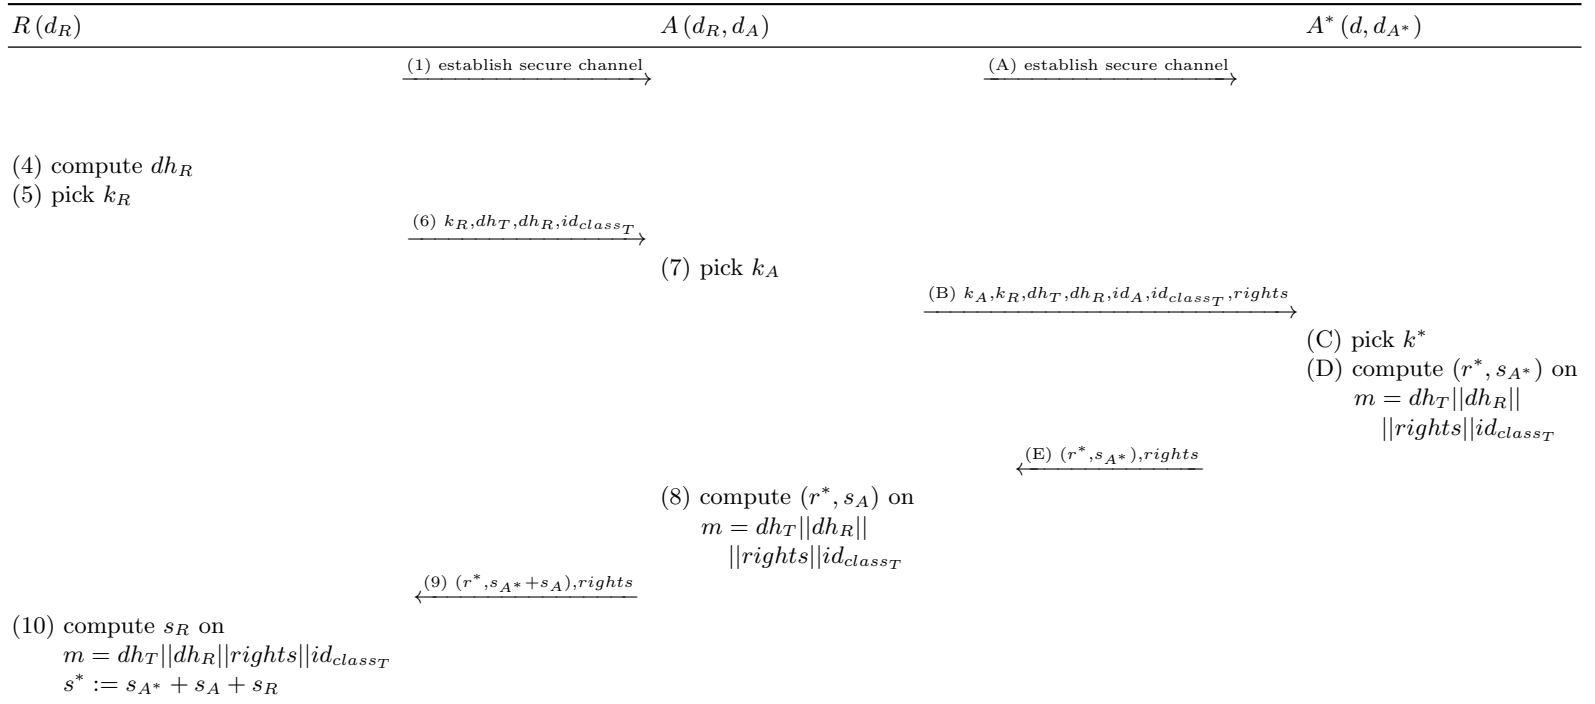 R (d_R) A (d_R, d_A) A* (d, d_{A*})
(1) establish secure channel (A) establish secure channel
(4) compute dh_R
(5) pick k_R
(6) k_R,dh_T,dh_R,id_{class_T}
(7) pick k_A
(B) k_A,k_R,dh_T,dh_R,id_A,id_{class_T},rights
(C) pick k*
(D) compute (r*, s_{A*}) on
m = dh_T||dh_R||
||rights||id_{class_T}
(E) (r*,s_{A*}),rights
(8) compute (r*, s_A) on
m = dh_T||dh_R||
||rights||id_{class_T}
(9) (r*,s_{A*}+s_A),rights
(10) compute s_R on
m = dh_T||dh_R||rights||id_{class_T}
s* := s_{A*} + s_A + s_R